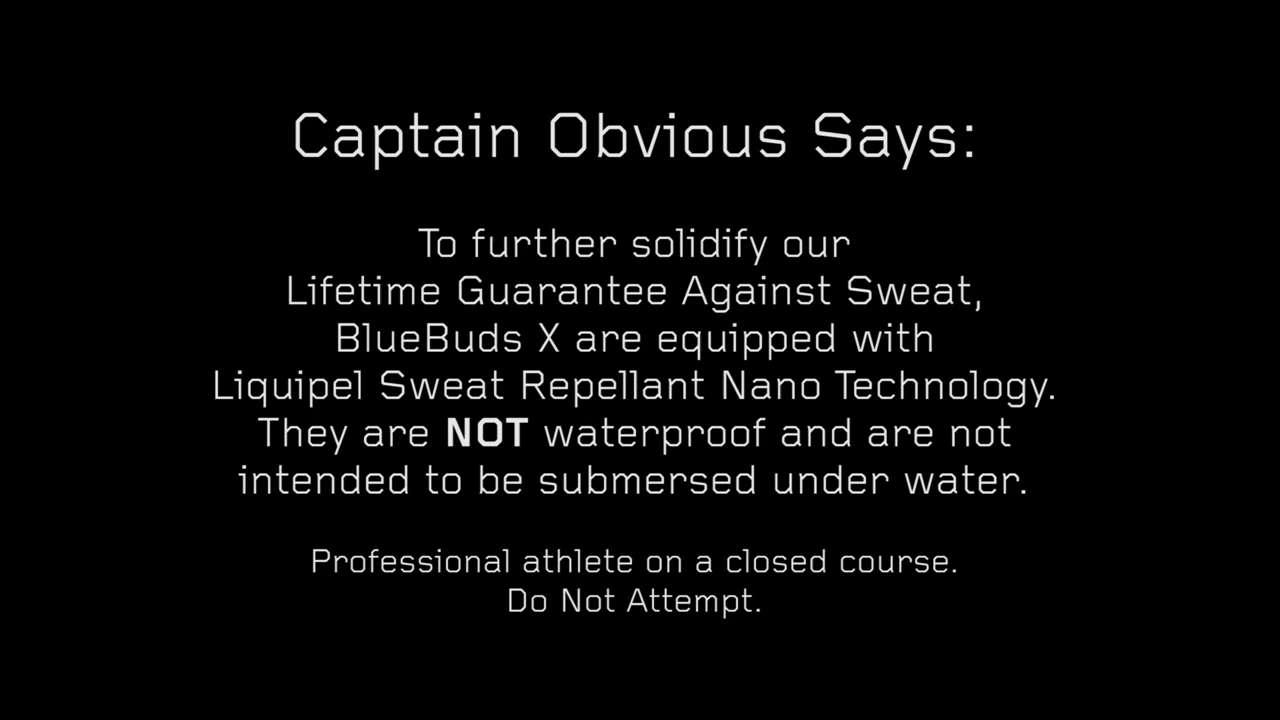 Captain Obvious Says:
To further solidify our
Lifetime Guarantee Against Sweat,
BlueBuds X are equipped with
Liquipel Sweat Repellant Nano Technology.
They are NOT waterproof and are not
intended to be submersed under water.
Professional athlete on a closed course.
Do Not Attempt.